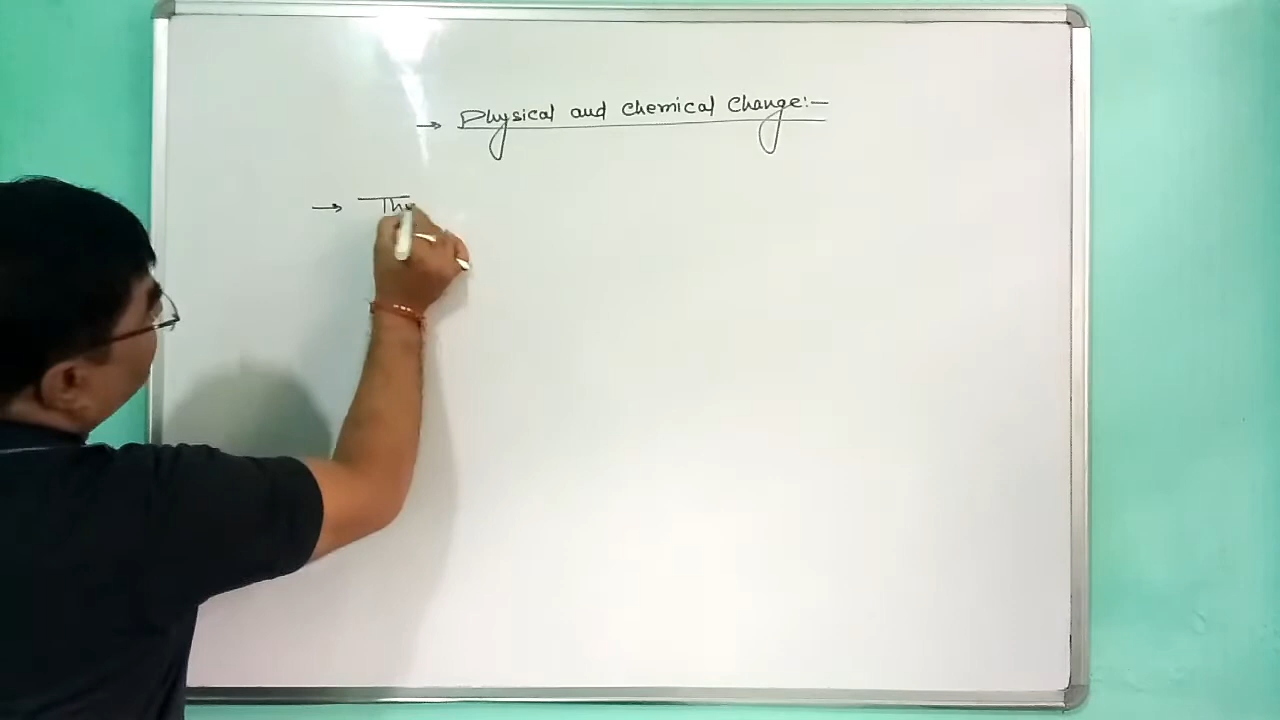 → Physical and Chemical Change:-
→ Th